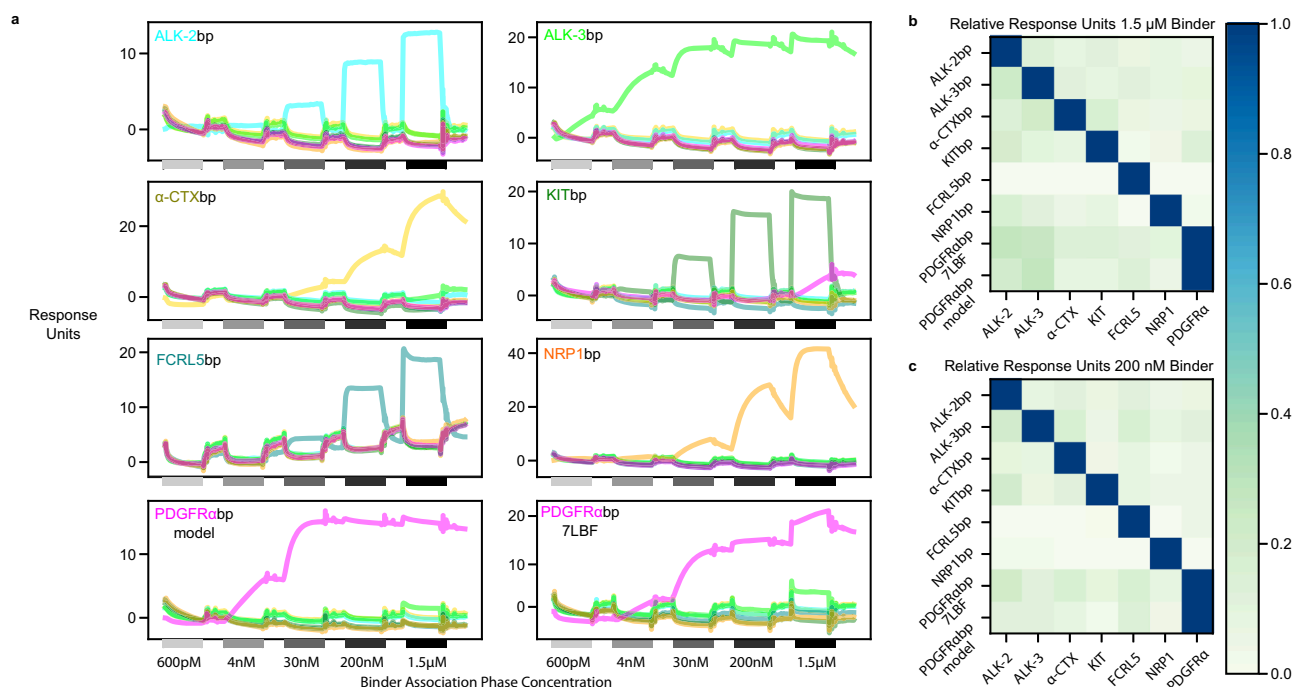 a
ALK-2bp
10
0
ALK-3bp
20
10
0
α-CTXbp
20
0
KITbp
20
10
0
Response
Units
FCRL5bp
20
10
0
NRP1bp
40
20
0
PDGFRαbp
model
10
0
PDGFRαbp
7LBF
20
10
0
600pM 4nM 30nM 200nM 1.5µM
600pM 4nM 30nM 200nM 1.5µM
Binder Association Phase Concentration
b
Relative Response Units 1.5 µM Binder
ALK-2bp
ALK-3bp
α-CTXbp
KITbp
FCRL5bp
NRP1bp
PDGFRαbp
7LBF
PDGFRαbp
model
ALK-2 ALK-3 α-CTX KIT FCRL5 NRP1 PDGFRα
c
Relative Response Units 200 nM Binder
ALK-2bp
ALK-3bp
α-CTXbp
KITbp
FCRL5bp
NRP1bp
PDGFRαbp
7LBF
PDGFRαbp
model
ALK-2 ALK-3 α-CTX KIT FCRL5 NRP1 PDGFRα
1.0
0.8
0.6
0.4
0.2
0.0